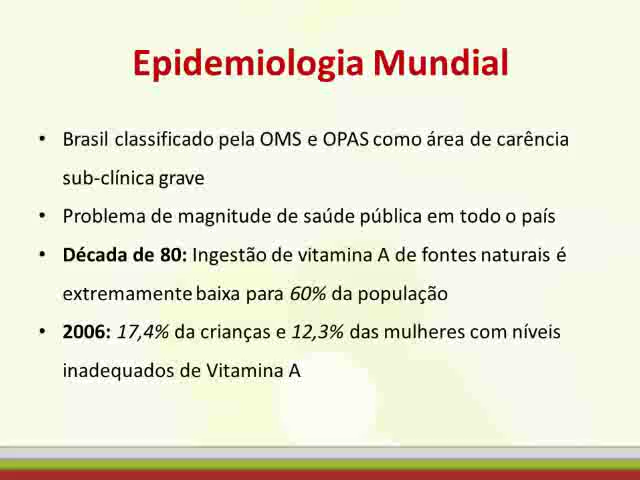 Epidemiologia Mundial
• Brasil classificado pela OMS e OPAS como área de carência
sub-clínica grave
• Problema de magnitude de saúde pública em todo o país
• Década de 80: Ingestão de vitamina A de fontes naturais é
extremamente baixa para 60% da população
• 2006: 17,4% da crianças e 12,3% das mulheres com níveis
inadequados de Vitamina A